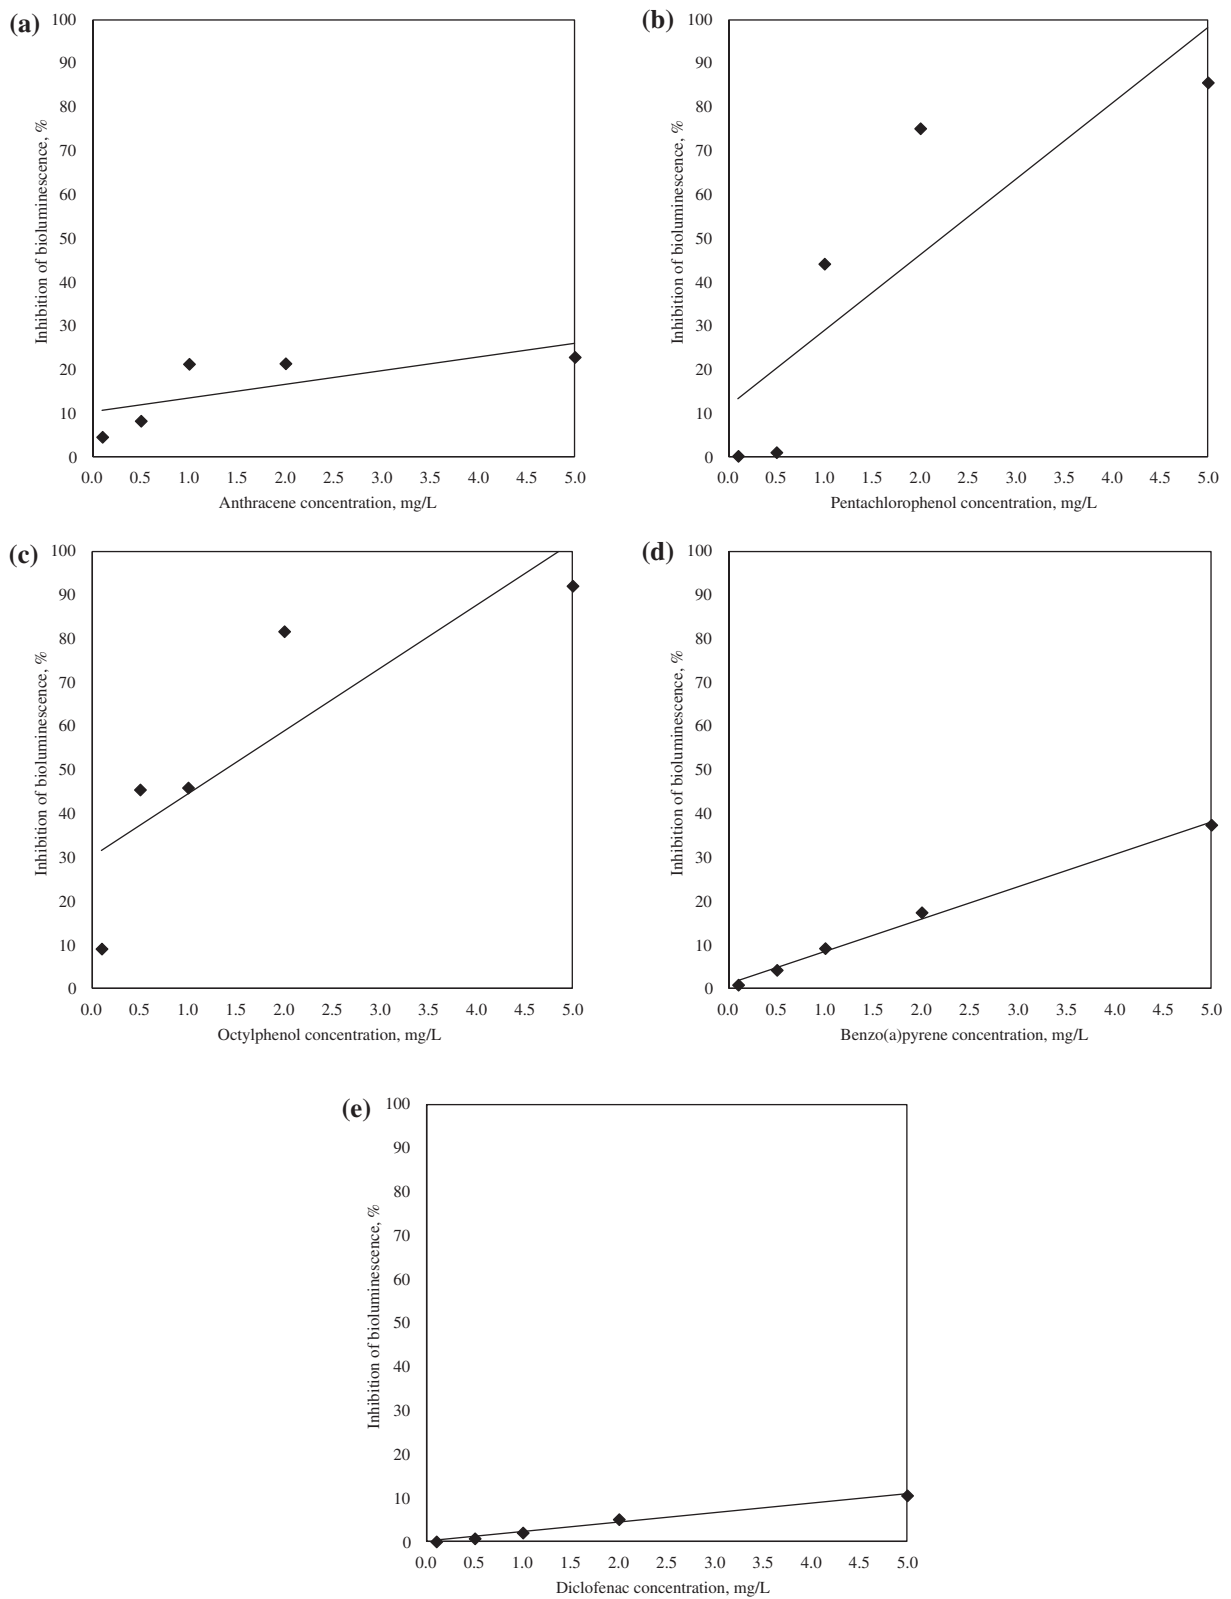 (a)
100
90
80
70
60
50
40
30
20
10
0
Inhibition of bioluminescence, %
0.0 0.5 1.0 1.5 2.0 2.5 3.0 3.5 4.0 4.5 5.0
Anthracene concentration, mg/L
(b)
100
90
80
70
60
50
40
30
20
10
0
Inhibition of bioluminescence, %
0.0 0.5 1.0 1.5 2.0 2.5 3.0 3.5 4.0 4.5 5.0
Pentachlorophenol concentration, mg/L
(c)
100
90
80
70
60
50
40
30
20
10
0
Inhibition of bioluminescence, %
0.0 0.5 1.0 1.5 2.0 2.5 3.0 3.5 4.0 4.5 5.0
Octylphenol concentration, mg/L
(d)
100
90
80
70
60
50
40
30
20
10
0
Inhibition of bioluminescence, %
0.0 0.5 1.0 1.5 2.0 2.5 3.0 3.5 4.0 4.5 5.0
Benzo(a)pyrene concentration, mg/L
(e)
100
90
80
70
60
50
40
30
20
10
0
Inhibition of bioluminescence, %
0.0 0.5 1.0 1.5 2.0 2.5 3.0 3.5 4.0 4.5 5.0
Diclofenac concentration, mg/L